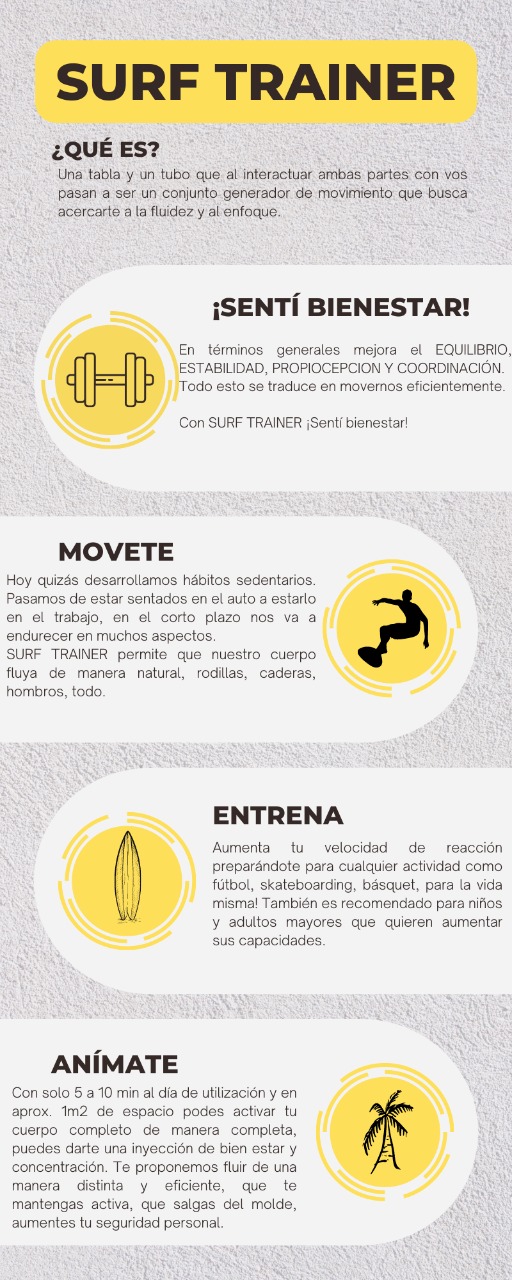 SURF TRAINER
¿QUÉ ES?
Una tabla y un tubo que al interactuar ambas partes con vos
pasan a ser un conjunto generador de movimiento que busca
acercarte a la fluidez y al enfoque.
¡SENTÍ BIENESTAR!
En términos generales mejora el EQUILIBRIO,
ESTABILIDAD, PROPIOCEPCION Y COORDINACIÓN.
Todo esto se traduce en movernos eficientemente.
Con SURF TRAINER ¡Sentí bienestar!
MOVETE
Hoy quizás desarrollamos hábitos sedentarios.
Pasamos de estar sentados en el auto a estarlo
en el trabajo, en el corto plazo nos va a
endurecer en muchos aspectos.
SURF TRAINER permite que nuestro cuerpo
fluya de manera natural, rodillas, caderas,
hombros, todo.
ENTRENA
Aumenta tu velocidad de reacción
preparándote para cualquier actividad como
fútbol, skateboarding, básquet, para la vida
misma! También es recomendado para niños
y adultos mayores que quieren aumentar
sus capacidades.
ANÍMATE
Con solo 5 a 10 min al día de utilización y en
aprox. 1m2 de espacio podes activar tu
cuerpo completo de manera completa,
puedes darte una inyección de bien estar y
concentración. Te proponemos fluir de una
manera distinta y eficiente, que te
mantengas activa, que salgas del molde,
aumentes tu seguridad personal.